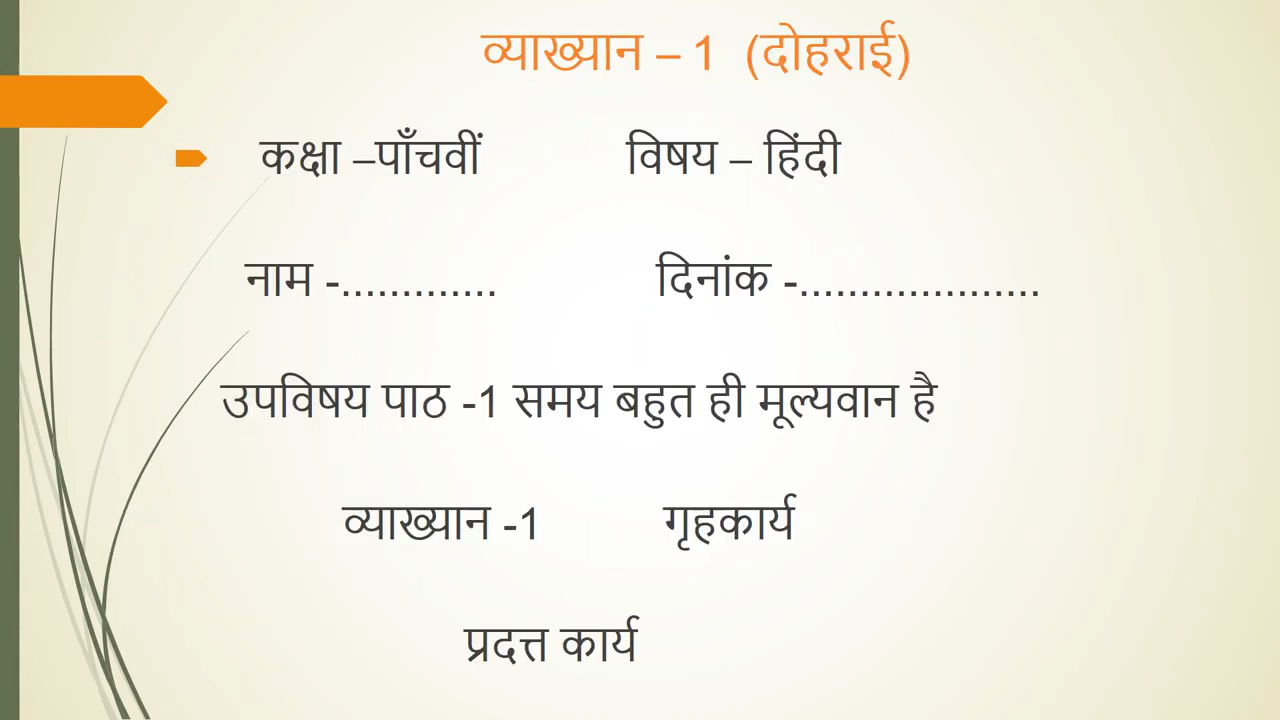 व्याख्यान – 1 (दोहराई)
कक्षा –पाँचवीं विषय – हिंदी
नाम -............. दिनांक -....................
उपविषय पाठ -1 समय बहुत ही मूल्यवान है
व्याख्यान -1 गृहकार्य
प्रदत्त कार्य